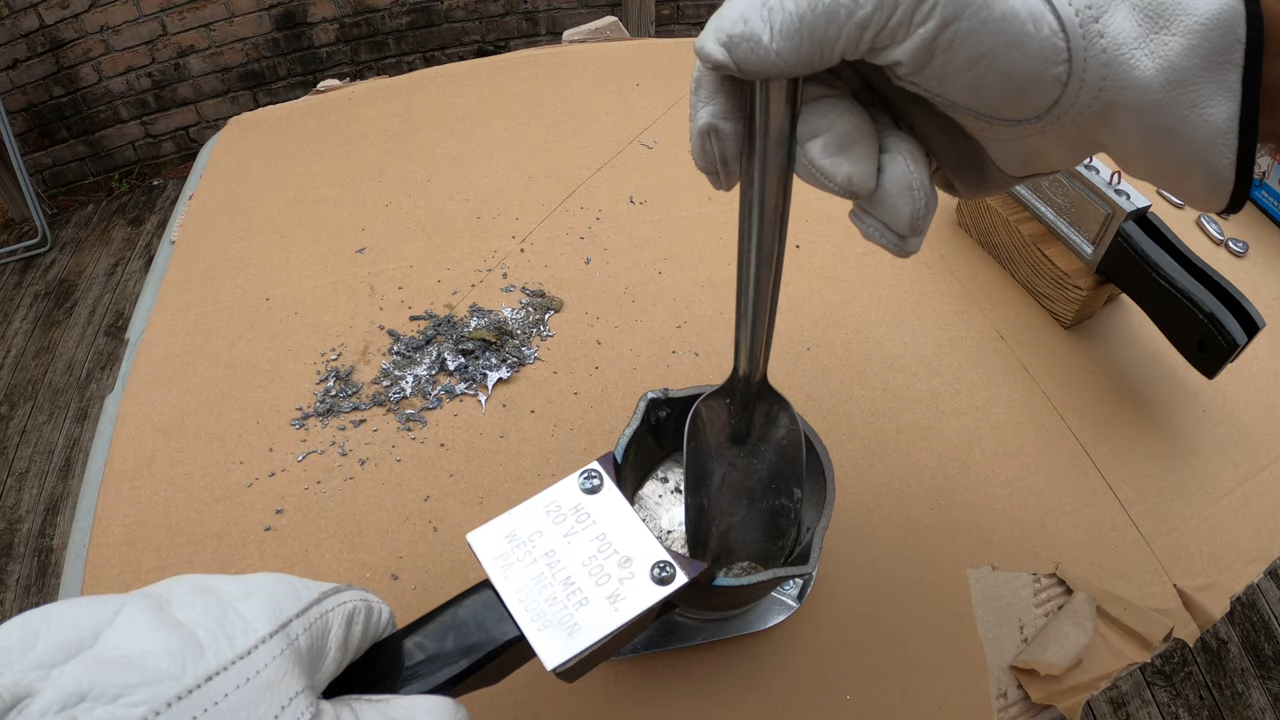 HOT POT® 2
120 V. 500 W.
C. PALMER
WEST NEWTON
PA. 15089